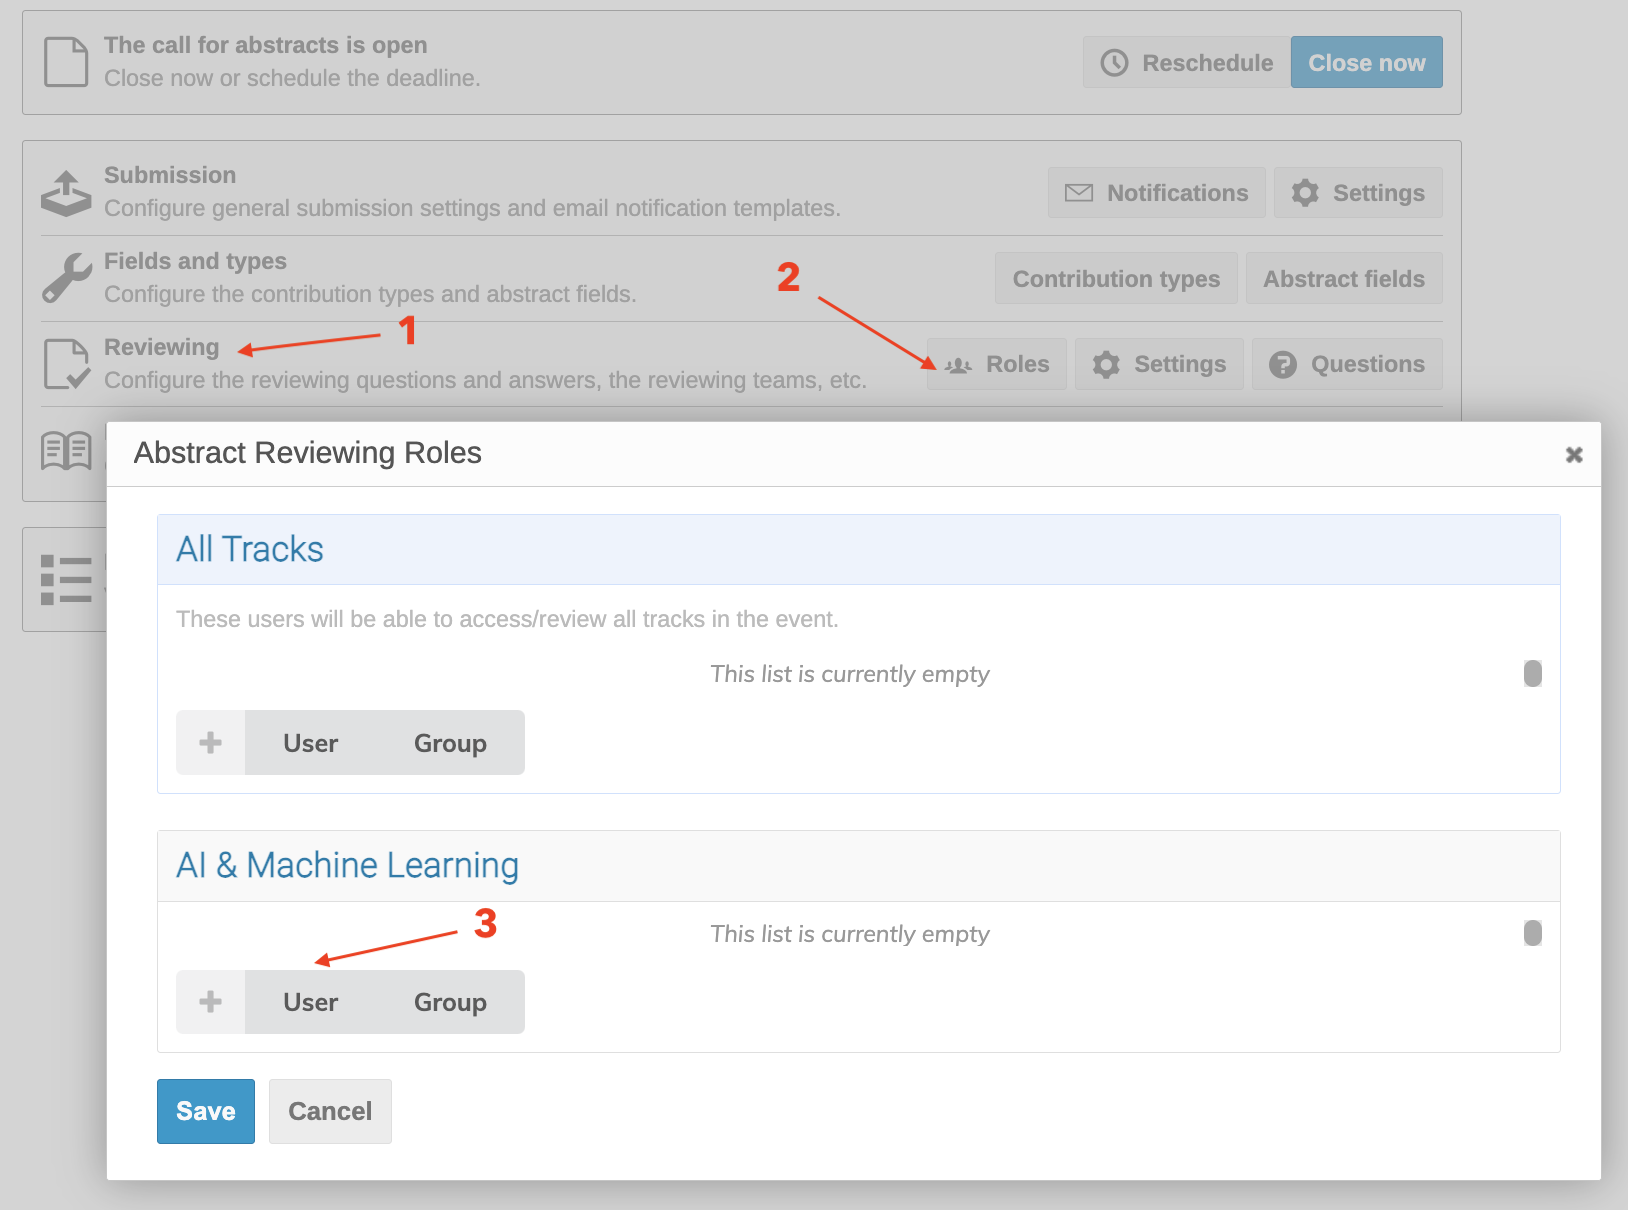 The call for abstracts is open
Close now or schedule the deadline.
Reschedule
Close now
Submission
Configure general submission settings and email notification templates.
Notifications
Settings
Fields and types
Configure the contribution types and abstract fields.
Contribution types
Abstract fields
2
1
Reviewing
Configure the reviewing questions and answers, the reviewing teams, etc.
Roles
Settings
Questions
Abstract Reviewing Roles
All Tracks
These users will be able to access/review all tracks in the event.
This list is currently empty
User
Group
AI & Machine Learning
3
This list is currently empty
User
Group
Save
Cancel